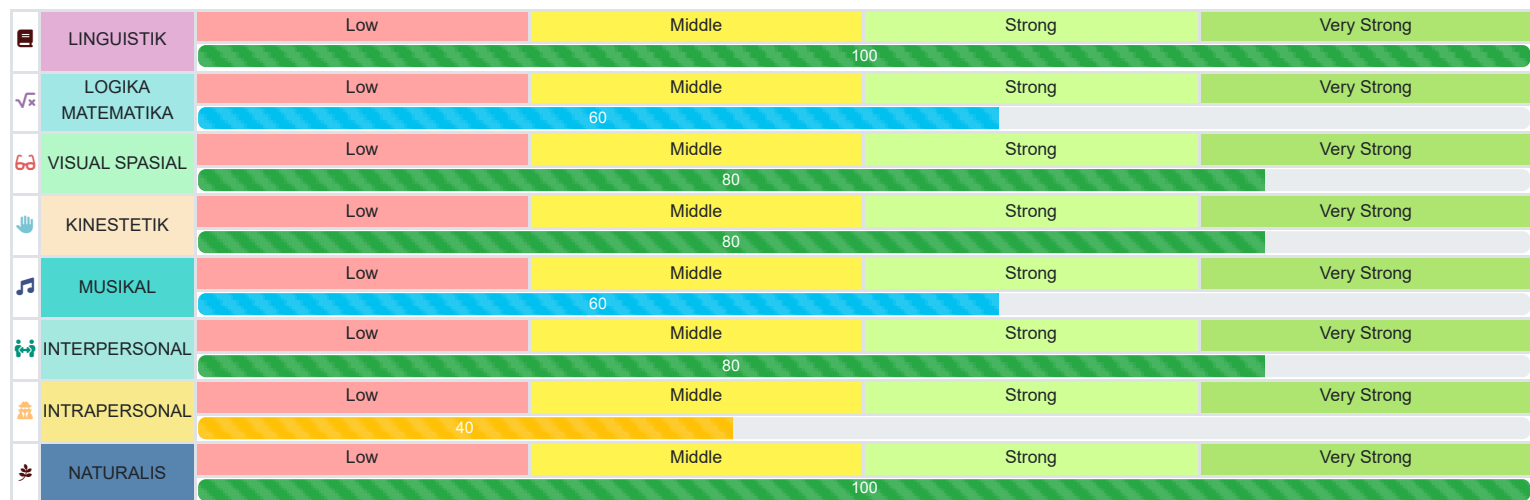 Low Middle Strong Very Strong
LINGUISTIK
100
LOGIKA
MATEMATIKA
Low Middle Strong Very Strong
60
VISUAL SPASIAL
Low Middle Strong Very Strong
80
KINESTETIK
Low Middle Strong Very Strong
80
MUSIKAL
Low Middle Strong Very Strong
60
INTERPERSONAL
Low Middle Strong Very Strong
80
INTRAPERSONAL
Low Middle Strong Very Strong
40
NATURALIS
Low Middle Strong Very Strong
100